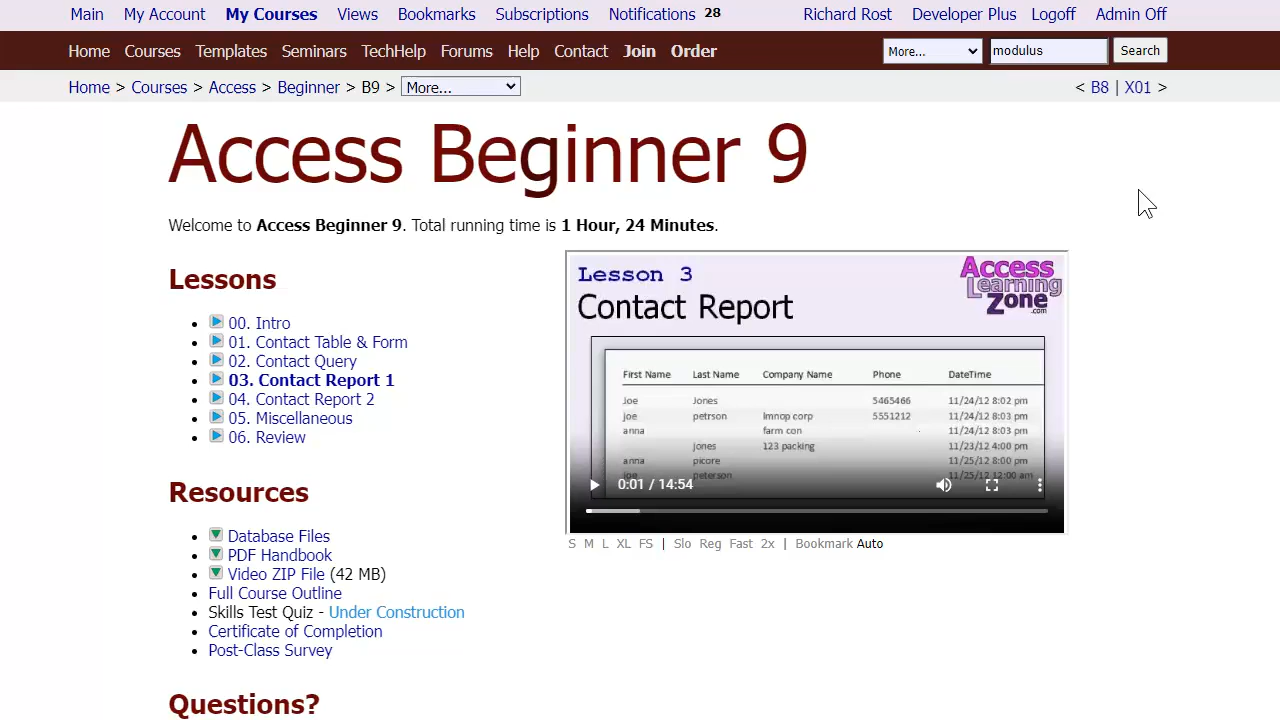 Main My Account My Courses Views Bookmarks Subscriptions Notifications 28 Richard Rost Developer Plus Logoff Admin Off
Home Courses Templates Seminars TechHelp Forums Help Contact Join Order More... modulus Search
Home > Courses > Access > Beginner > B9 > More... < B8 | X01 >
Access Beginner 9
Welcome to Access Beginner 9. Total running time is 1 Hour, 24 Minutes.
Lessons
00. Intro
01. Contact Table & Form
02. Contact Query
03. Contact Report 1
04. Contact Report 2
05. Miscellaneous
06. Review
Resources
Database Files
PDF Handbook
Video ZIP File (42 MB)
Full Course Outline
Skills Test Quiz - Under Construction
Certificate of Completion
Post-Class Survey
Questions?
Lesson 3
Contact Report
Access
Learning
Zone
.com
First Name Last Name Company Name Phone DateTime
Joe Jones 5465466 11/24/12 8:02 pm
joe petrson lmnop corp 5551212 11/24/12 8:03 pm
anna farm con 11/24/12 8:03 pm
jones 123 packing 11/23/12 4:00 pm
anna picore 11/25/12 8:00 pm
joe peterson 11/25/12 12:00 am
0:01 / 14:54
S M L XL FS | Slo Reg Fast 2x | Bookmark Auto